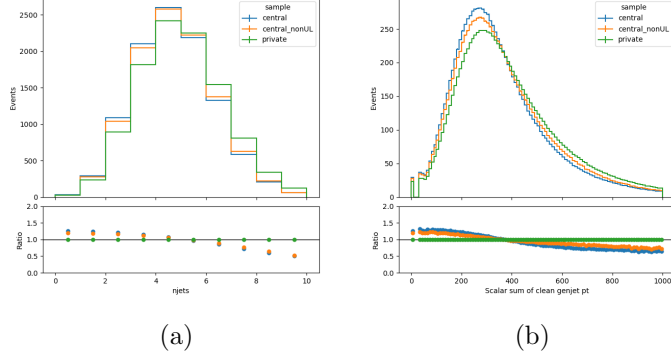 sample
central
central_nonUL
private
Events
2500
2000
1500
1000
500
0
Ratio
2.0
1.5
1.0
0.5
0.0
0 2 4 6 8 10
njets
(a)
sample
central
central_nonUL
private
Events
250
200
150
100
50
0
Ratio
2.0
1.5
1.0
0.5
0.0
0 200 400 600 800 1000
Scalar sum of clean genjet pt
(b)